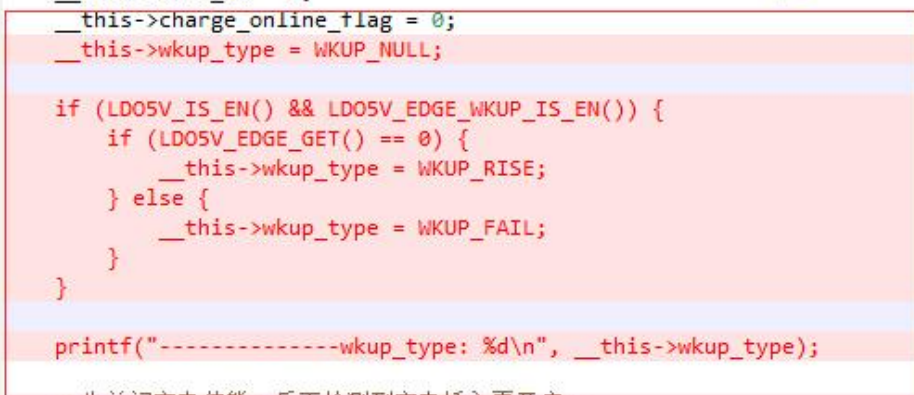 __this->charge_online_flag = 0;
__this->wkup_type = WKUP_NULL;
if (LDO5V_IS_EN() && LDO5V_EDGE_WKUP_IS_EN()) {
if (LDO5V_EDGE_GET() == 0) {
__this->wkup_type = WKUP_RISE;
} else {
__this->wkup_type = WKUP_FAIL;
}
}
printf("--------------wkup_type: %d\n", __this->wkup_type);